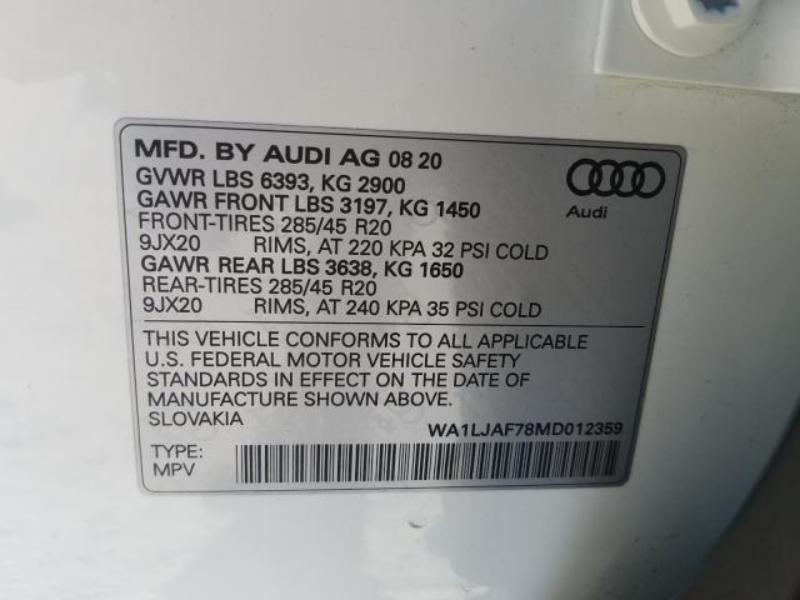 MFD. BY AUDI AG 08 20
GVWR LBS 6393, KG 2900
GAWR FRONT LBS 3197, KG 1450
FRONT-TIRES 285/45 R20
9JX20 RIMS, AT 220 KPA 32 PSI COLD
GAWR REAR LBS 3638, KG 1650
REAR-TIRES 285/45 R20
9JX20 RIMS, AT 240 KPA 35 PSI COLD
Audi
THIS VEHICLE CONFORMS TO ALL APPLICABLE
U.S. FEDERAL MOTOR VEHICLE SAFETY
STANDARDS IN EFFECT ON THE DATE OF
MANUFACTURE SHOWN ABOVE.
SLOVAKIA
WA1LJAF78MD012359
TYPE:
MPV